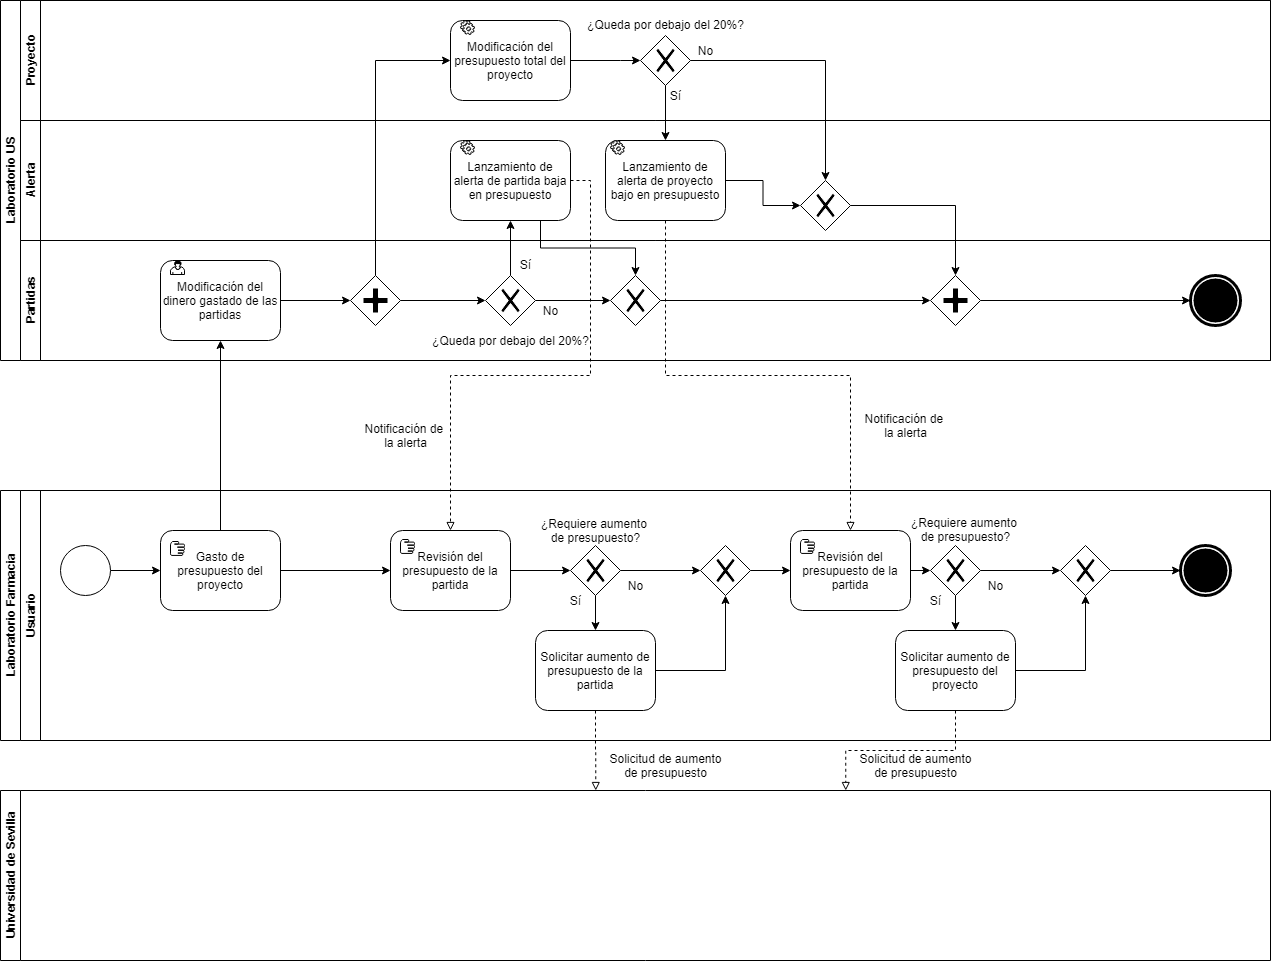 Laboratorio US
Proyecto
¿Queda por debajo del 20%?
Modificación del
presupuesto total del
proyecto
No
Sí
Alerta
Lanzamiento de
alerta de partida baja
en presupuesto
Lanzamiento de
alerta de proyecto
bajo en presupuesto
Partidas
Modificación del
dinero gastado de las
partidas
Sí
No
¿Queda por debajo del 20%?
Notificación de
la alerta
Notificación de
la alerta
Laboratorio Farmacia
Usuario
Gasto de
presupuesto del
proyecto
Revisión del
presupuesto de la
partida
¿Requiere aumento
de presupuesto?
No
Sí
Solicitar aumento de
presupuesto de la
partida
Revisión del
presupuesto de la
partida
¿Requiere aumento
de presupuesto?
No
Sí
Solicitar aumento de
presupuesto del
proyecto
Solicitud de aumento
de presupuesto
Solicitud de aumento
de presupuesto
Universidad de Sevilla